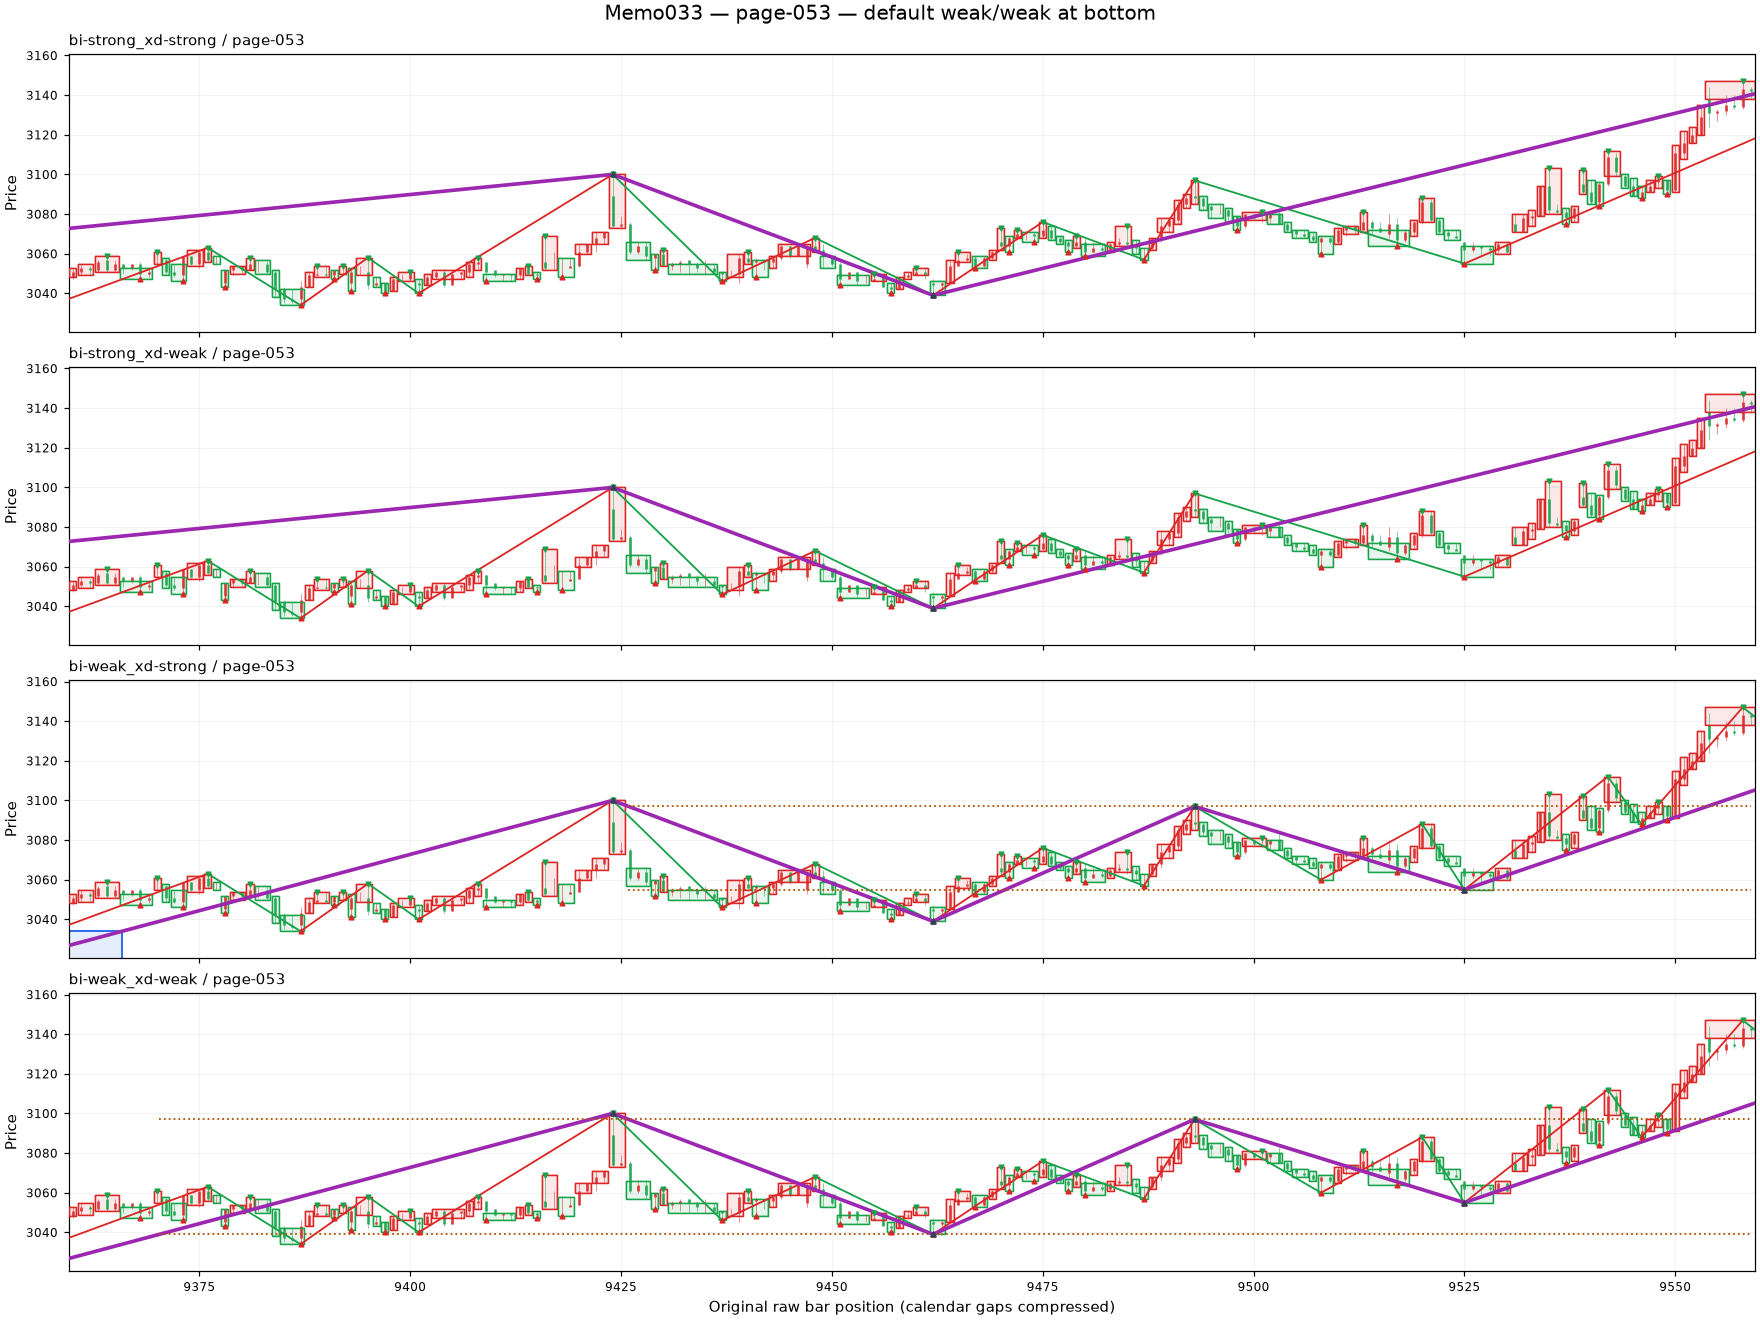 Memo033 — page-053 — default weak/weak at bottom
bi-strong_xd-strong / page-053
3160
3140
3120
3100
3080
3060
3040
Price
bi-strong_xd-weak / page-053
3160
3140
3120
3100
3080
3060
3040
Price
bi-weak_xd-strong / page-053
3160
3140
3120
3100
3080
3060
3040
Price
bi-weak_xd-weak / page-053
3160
3140
3120
3100
3080
3060
3040
Price
9375 9400 9425 9450 9475 9500 9525 9550
Original raw bar position (calendar gaps compressed)